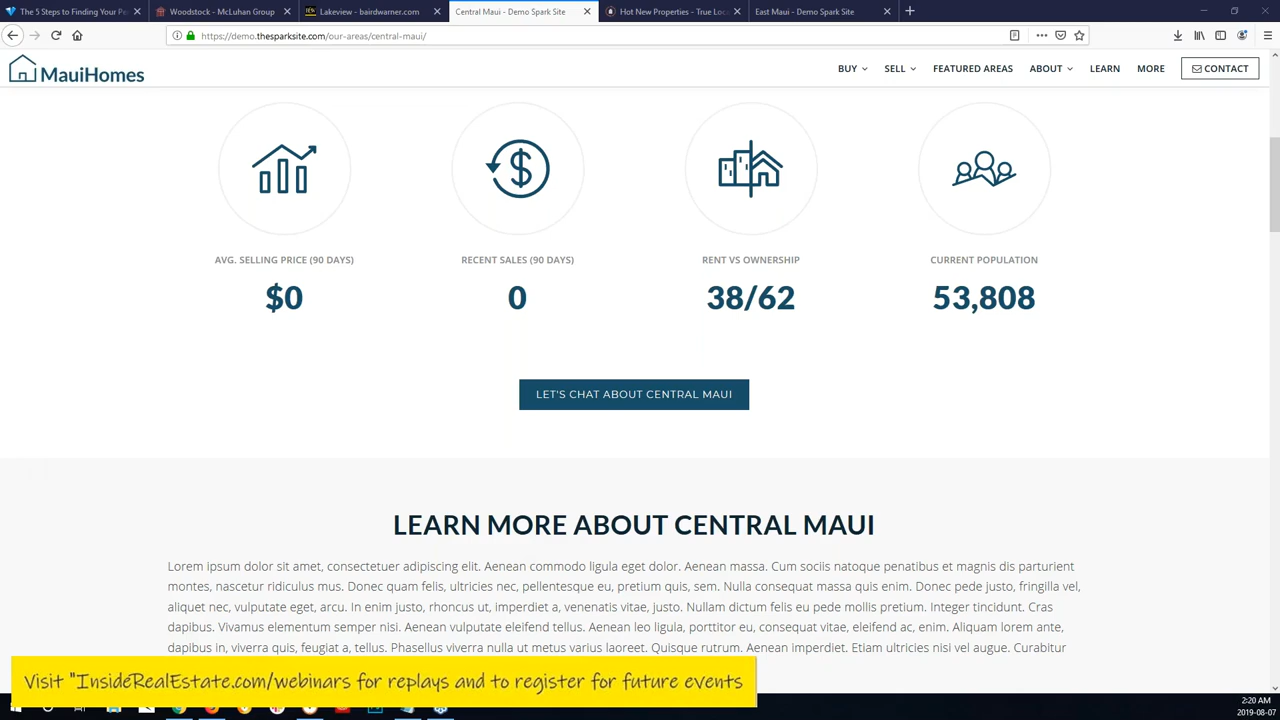 The 5 Steps to Finding Your Pe
Woodstock - McLuhan Group
Lakeview - bairdwarner.com
Central Maui - Demo Spark Site
Hot New Properties - True Loc
East Maui - Demo Spark Site
https://demo.thesparksite.com/our-areas/central-maui/
MauiHomes
BUY SELL FEATURED AREAS ABOUT LEARN MORE CONTACT
AVG. SELLING PRICE (90 DAYS) RECENT SALES (90 DAYS) RENT VS OWNERSHIP CURRENT POPULATION
$0 0 38/62 53,808
LET'S CHAT ABOUT CENTRAL MAUI
LEARN MORE ABOUT CENTRAL MAUI
Lorem ipsum dolor sit amet, consectetuer adipiscing elit. Aenean commodo ligula eget dolor. Aenean massa. Cum sociis natoque penatibus et magnis dis parturient
montes, nascetur ridiculus mus. Donec quam felis, ultricies nec, pellentesque eu, pretium quis, sem. Nulla consequat massa quis enim. Donec pede justo, fringilla vel,
aliquet nec, vulputate eget, arcu. In enim justo, rhoncus ut, imperdiet a, venenatis vitae, justo. Nullam dictum felis eu pede mollis pretium. Integer tincidunt. Cras
dapibus. Vivamus elementum semper nisi. Aenean vulputate eleifend tellus. Aenean leo ligula, porttitor eu, consequat vitae, eleifend ac, enim. Aliquam lorem ante,
dapibus in, viverra quis, feugiat a, tellus. Phasellus viverra nulla ut metus varius laoreet. Quisque rutrum. Aenean imperdiet. Etiam ultricies nisi vel augue. Curabitur
Visit "InsideRealEstate.com/webinars for replays and to register for future events
2:20 AM
2019-08-07